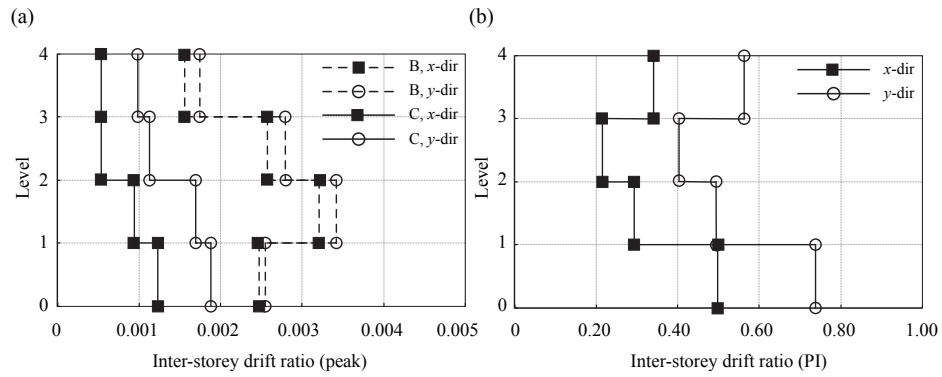 (a)
4
3
2
1
0
Level
0 0.001 0.002 0.003 0.004 0.005
Inter-storey drift ratio (peak)
B, x-dir
B, y-dir
C, x-dir
C, y-dir
(b)
4
3
2
1
0
Level
0 0.20 0.40 0.60 0.80 1.00
Inter-storey drift ratio (PI)
x-dir
y-dir